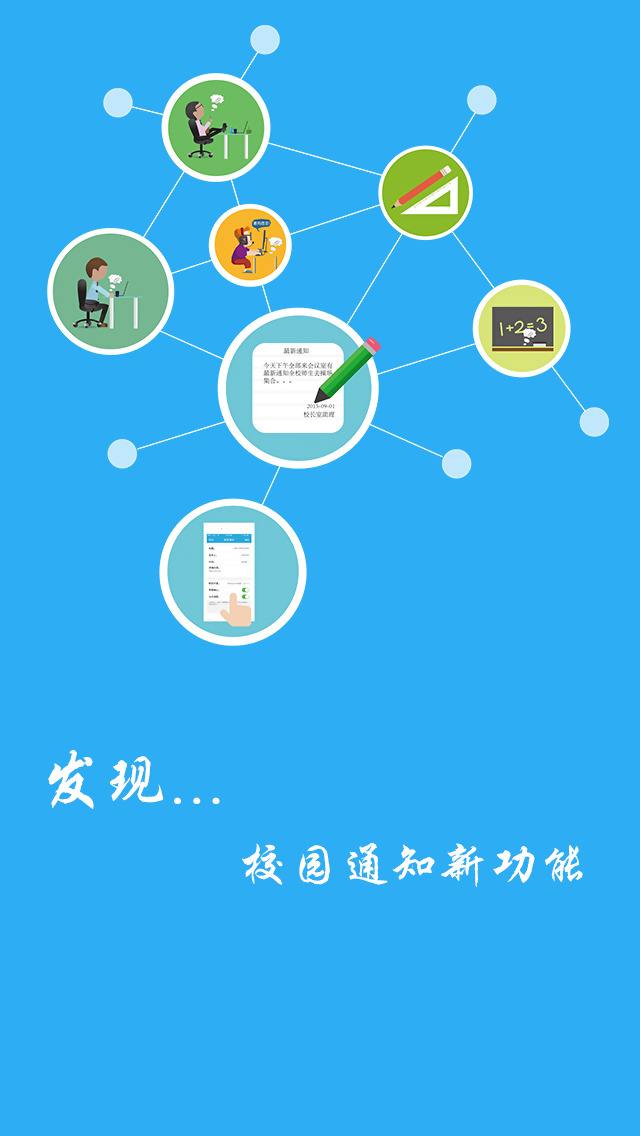 1+2=3
最新通知
今天下午全部来会议室有
最新通知全校师生去操场
集合。。。
2015-09-01
校长室助理
发现...
校园通知新功能